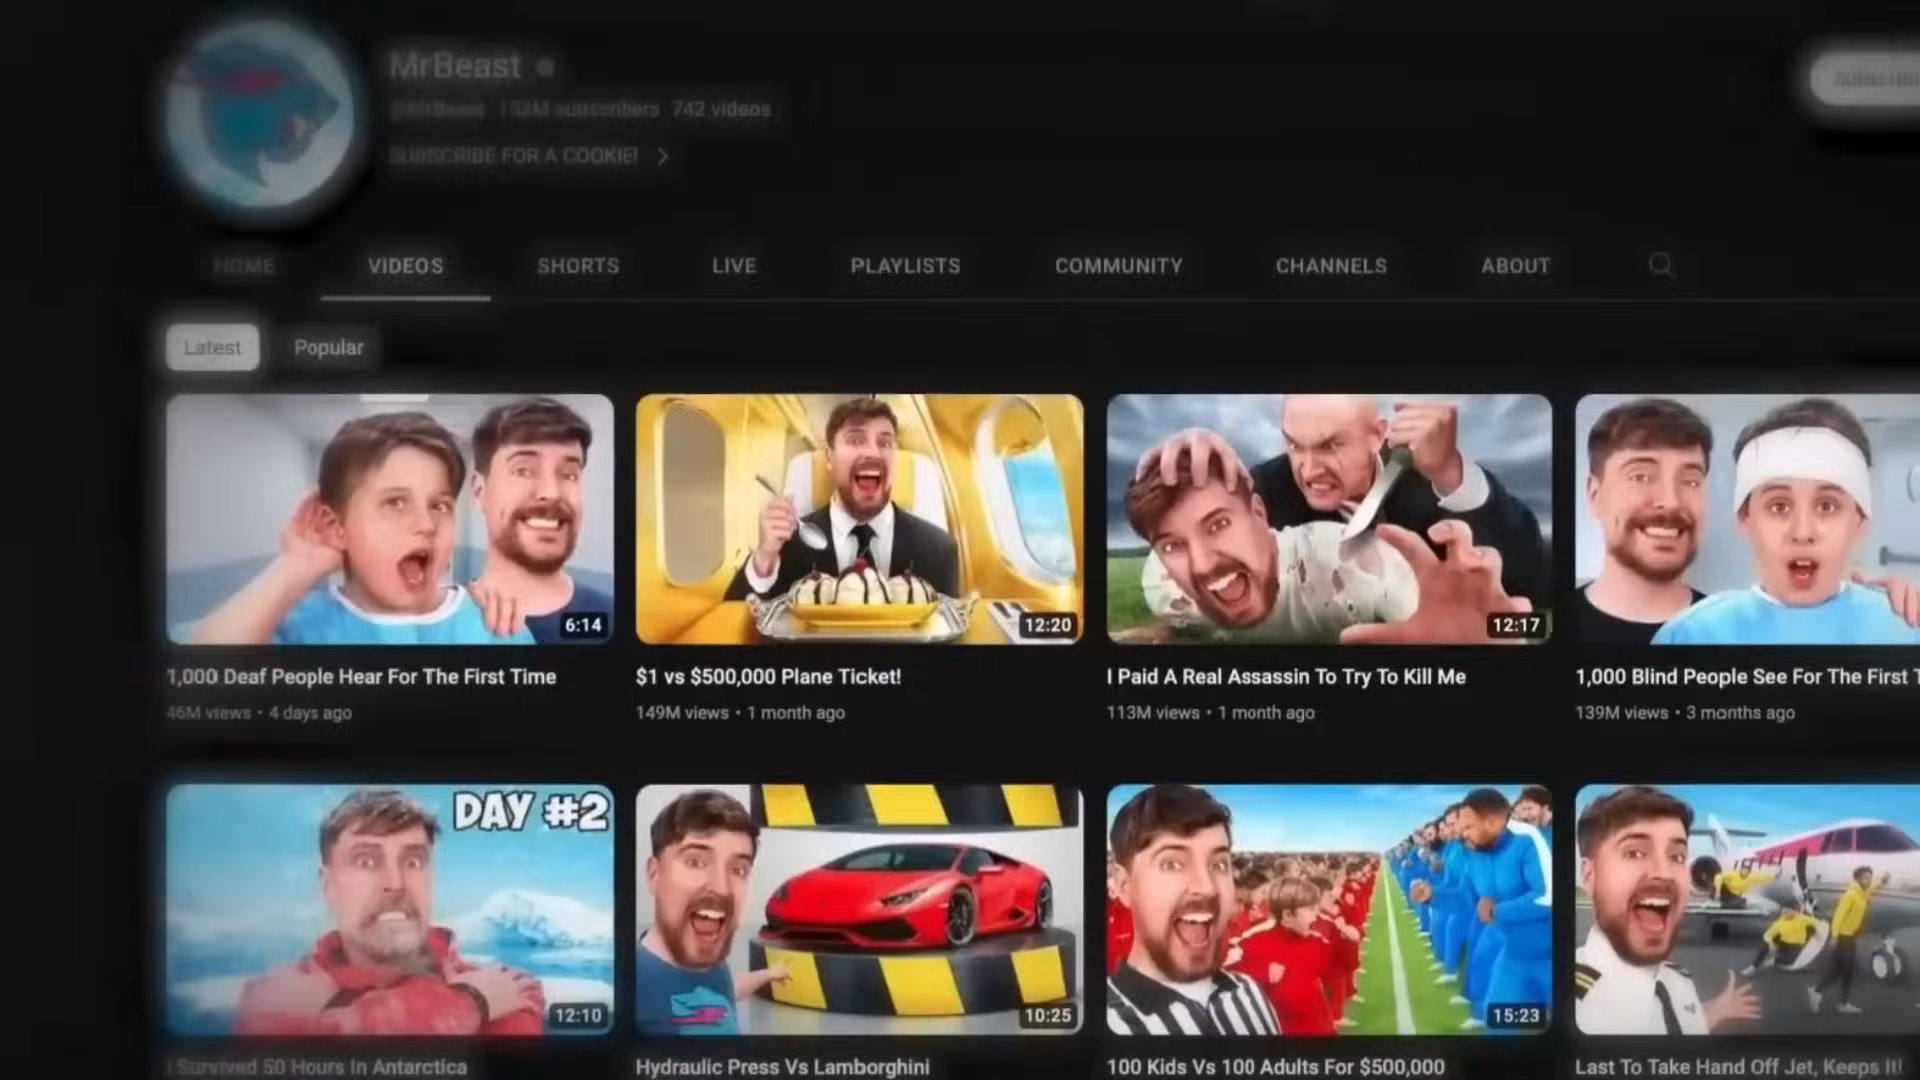 MrBeast
@MrBeast 152M subscribers 742 videos
SUBSCRIBE FOR A COOKIE!
HOME VIDEOS SHORTS LIVE PLAYLISTS COMMUNITY CHANNELS ABOUT
Latest Popular
6:14 12:20 12:17
1,000 Deaf People Hear For The First Time $1 vs $500,000 Plane Ticket! I Paid A Real Assassin To Try To Kill Me 1,000 Blind People See For The First
46M views • 4 days ago 149M views • 1 month ago 113M views • 1 month ago 139M views • 3 months ago
DAY #2
12:10 10:25 15:23
I Survived 50 Hours In Antarctica Hydraulic Press Vs Lamborghini 100 Kids Vs 100 Adults For $500,000 Last To Take Hand Off Jet, Keeps It!